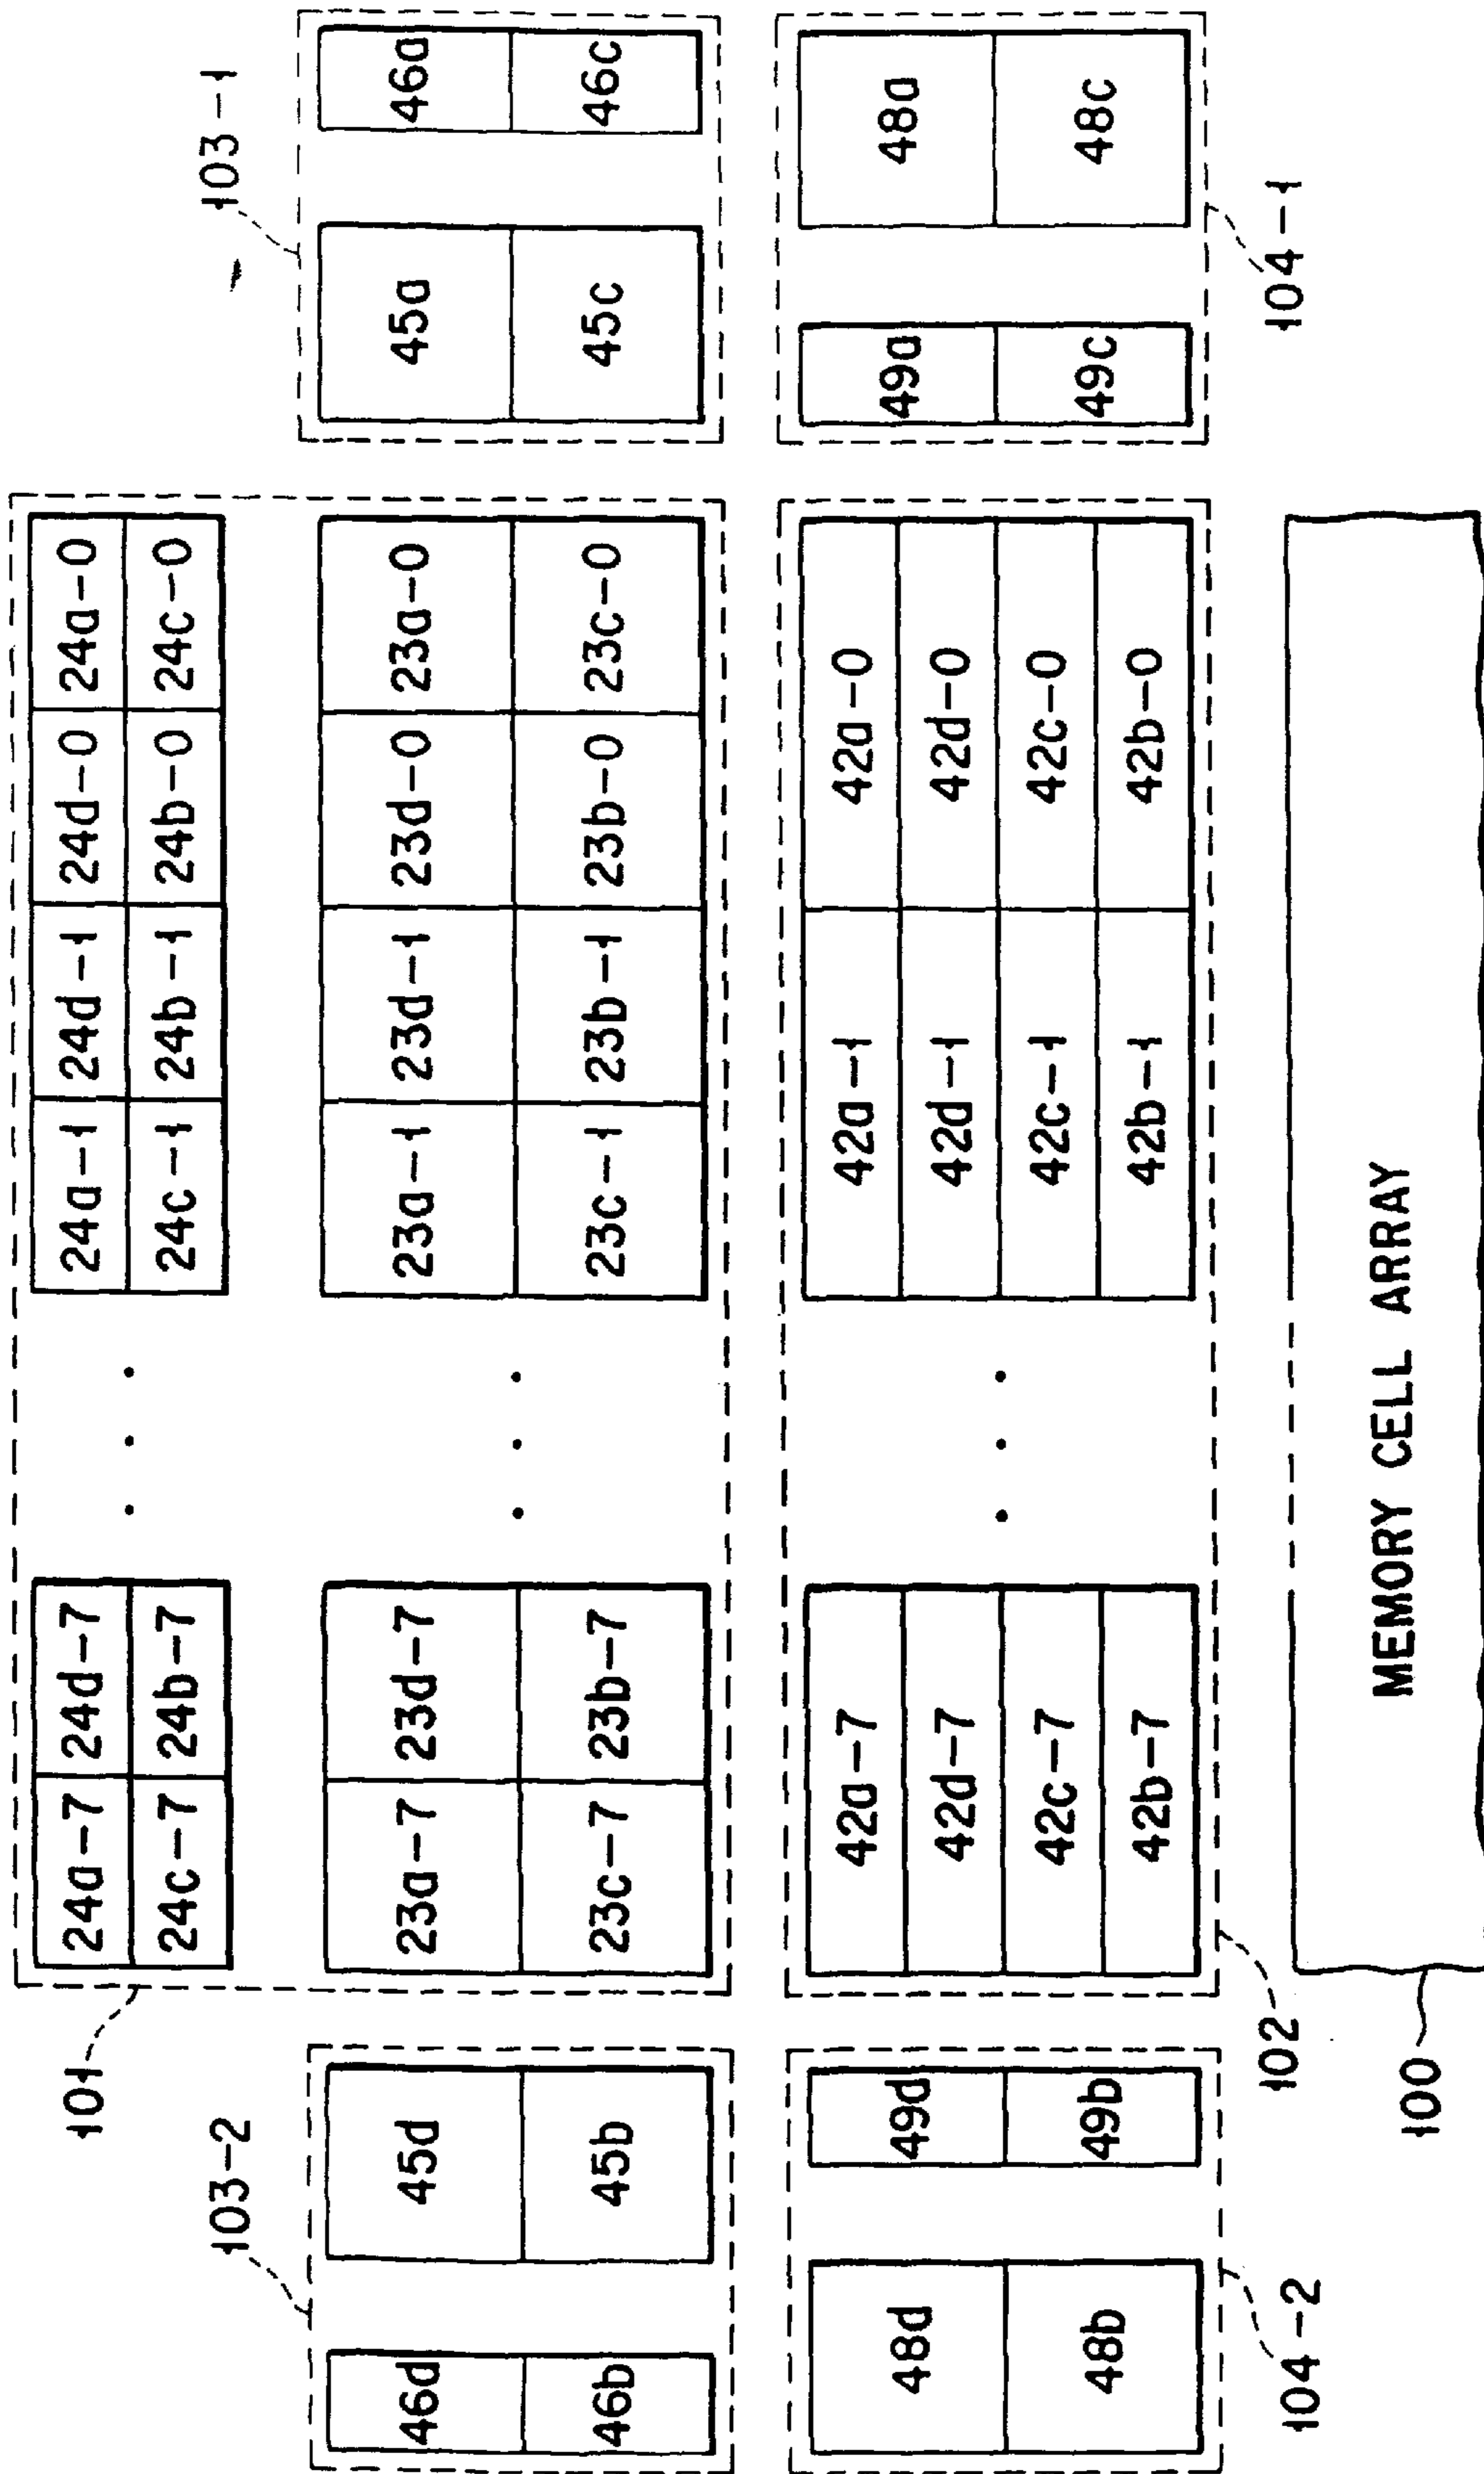 24a-7 24d-7 . . . 24a-1 24d-1 24d-0 24a-0
101
24c-7 24b-7 24c-1 24b-1 24b-0 24c-0
103-2 103-1
46d 45d 23a-7 23d-7 23a-1 23d-1 23d-0 23a-0 45a 46a
. . .
46b 45b 23c-7 23b-7 23c-1 23b-1 23b-0 23c-0 45c 46c
42a-7 42a-1 42a-0
48d 49d 49a 48a
42d-7 42d-1 42d-0
. . .
42c-7 42c-1 42c-0
48b 49b 49c 48c
42b-7 42b-1 42b-0
104-2 102 104-1
MEMORY CELL ARRAY
100